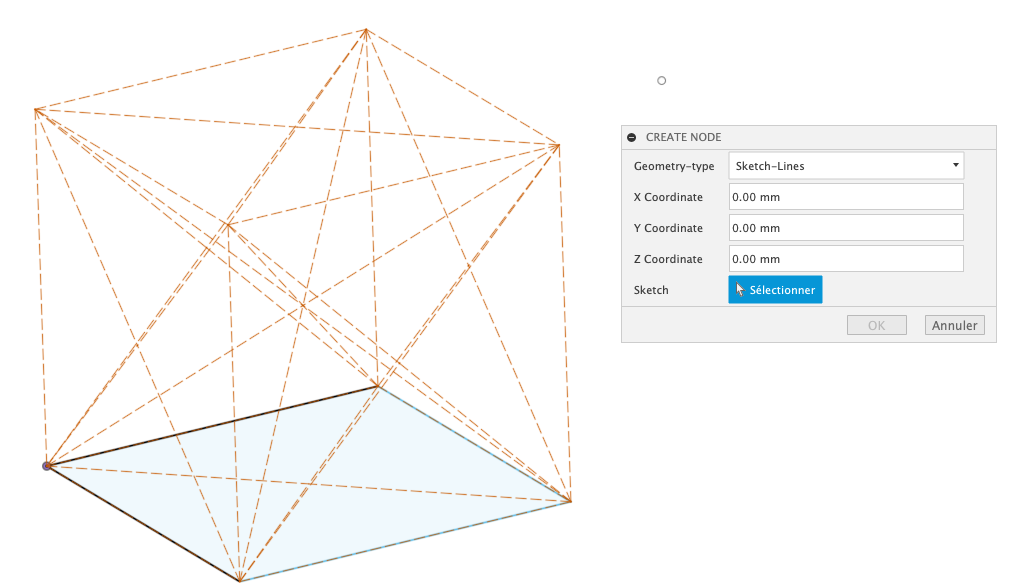 CREATE NODE
Geometry-type Sketch-Lines
X Coordinate 0.00 mm
Y Coordinate 0.00 mm
Z Coordinate 0.00 mm
Sketch Sélectionner
OK Annuler